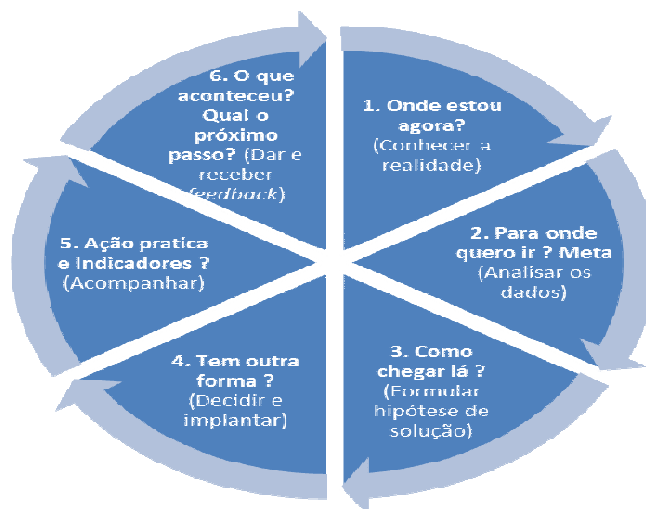 1. Onde estou
agora?
(Conhecer a
realidade)
2. Para onde
quero ir ? Meta
(Analisar os
dados)
3. Como
chegar lá ?
(Formular
hipótese de
solução)
4. Tem outra
forma ?
(Decidir e
implantar)
5. Ação pratica
e Indicadores ?
(Acompanhar)
6. O que
aconteceu?
Qual o
próximo
passo? (Dar e
receber
feedback)